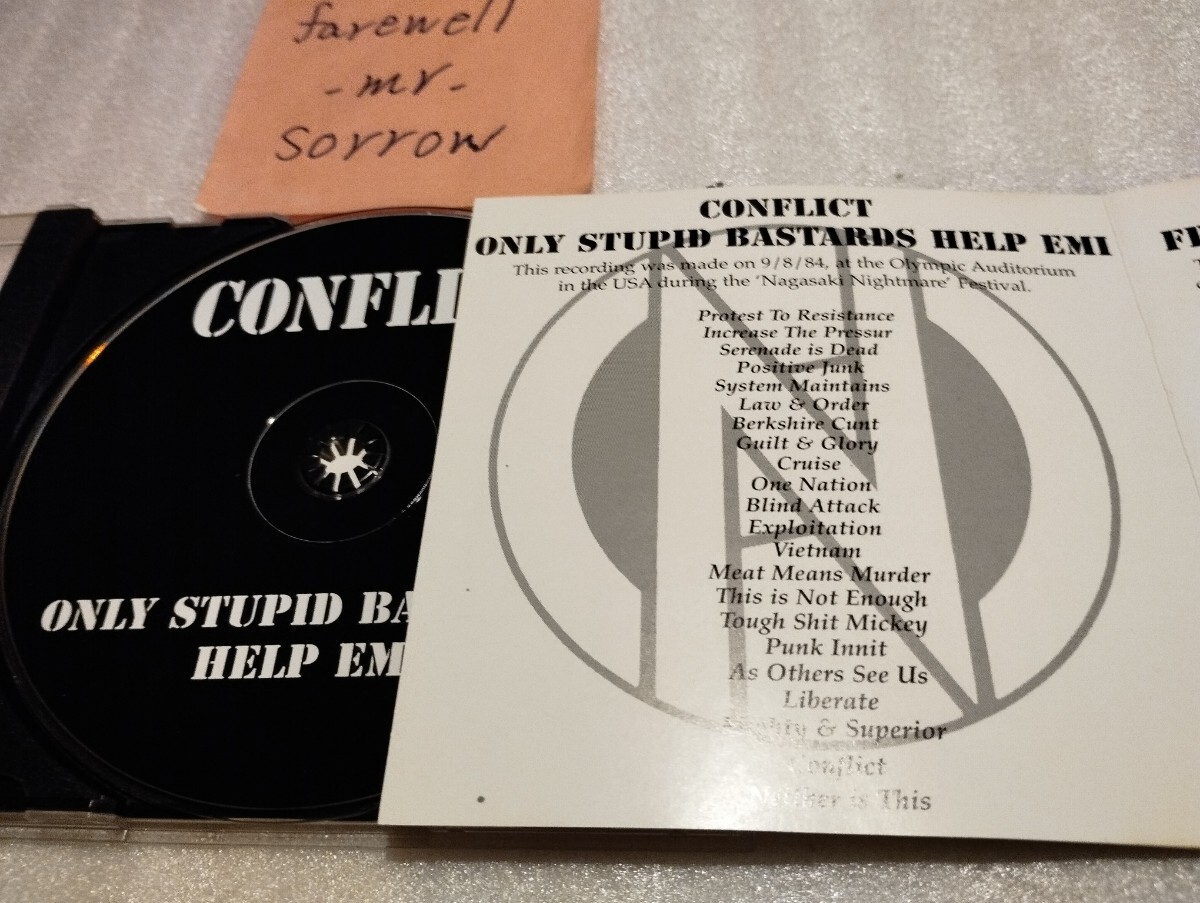 farewell
-mr-
sorrow
CONFLI
ONLY STUPID BA
HELP EM
CONFLICT
ONLY STUPID BASTARDS HELP EMI
This recording was made on 9/8/84, at the Olympic Auditorium
in the USA during the 'Nagasaki Nightmare' Festival.
Protest To Resistance
Increase The Pressur
Serenade is Dead
Positive Junk
System Maintains
Law & Order
Berkshire Cunt
Guilt & Glory
Cruise
One Nation
Blind Attack
Exploitation
Vietnam
Meat Means Murder
This is Not Enough
Tough Shit Mickey
Punk Innit
As Others See Us
Liberate
& Superior
Conflict
Neither is This